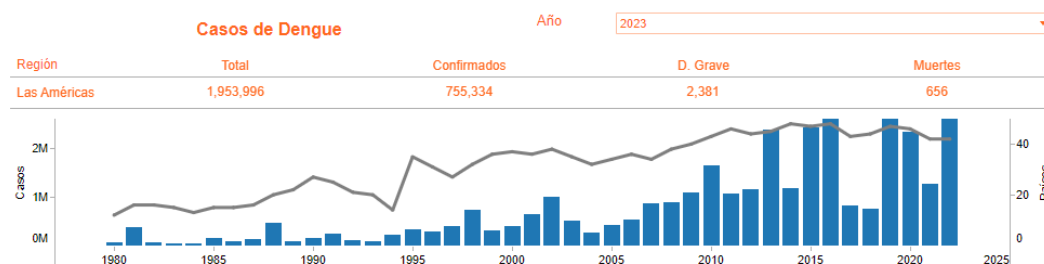 Casos de Dengue
Año
2023
Región Total Confirmados D. Grave Muertes
Las Américas 1,953,996 755,334 2,381 656
2M
1M
0M
Casos
40
20
0
1980 1985 1990 1995 2000 2005 2010 2015 2020 2025